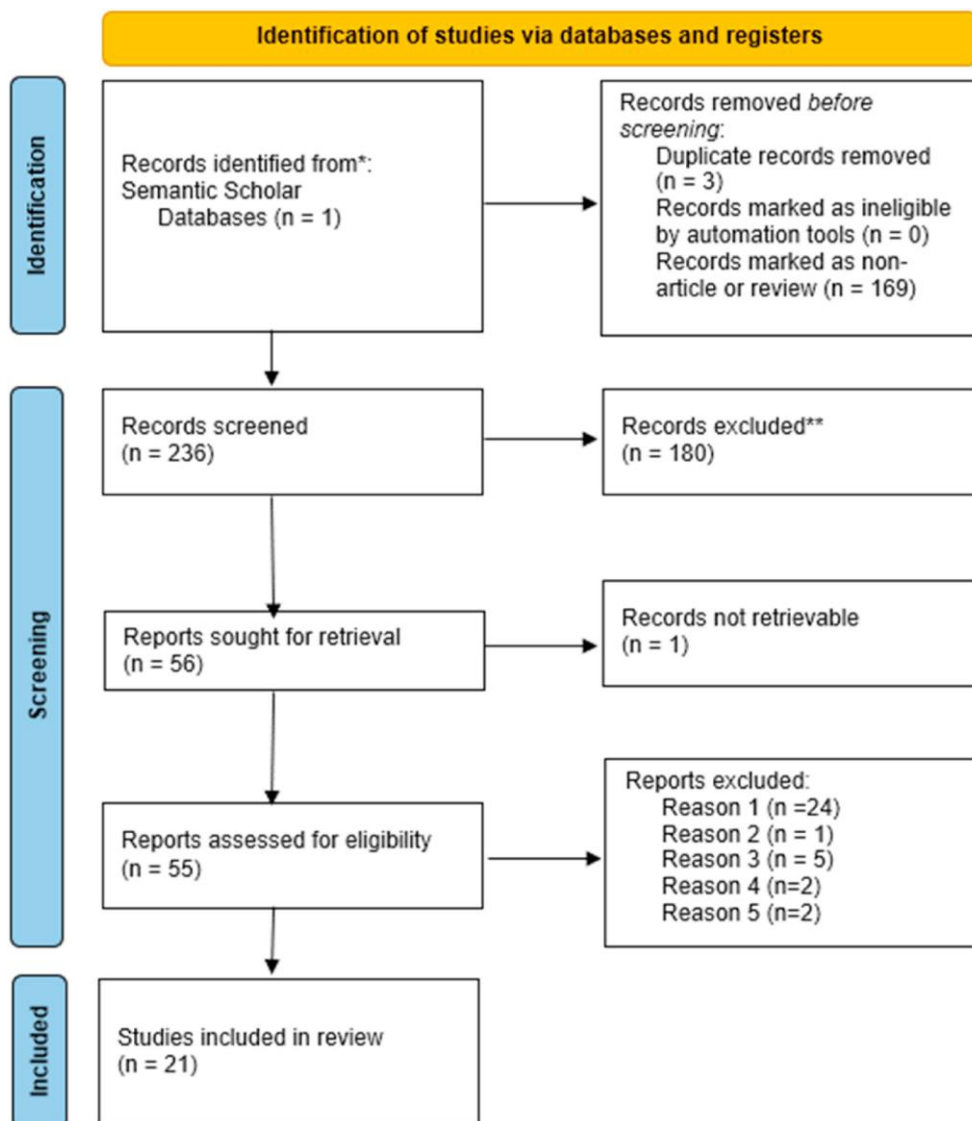 Identification of studies via databases and registers
Identification
Records identified from*:
Semantic Scholar
Databases (n = 1)
Records removed before
screening:
Duplicate records removed
(n = 3)
Records marked as ineligible
by automation tools (n = 0)
Records marked as non-
article or review (n = 169)
Screening
Records screened
(n = 236)
Records excluded**
(n = 180)
Reports sought for retrieval
(n = 56)
Records not retrievable
(n = 1)
Reports assessed for eligibility
(n = 55)
Reports excluded:
Reason 1 (n =24)
Reason 2 (n = 1)
Reason 3 (n = 5)
Reason 4 (n=2)
Reason 5 (n=2)
Included
Studies included in review
(n = 21)